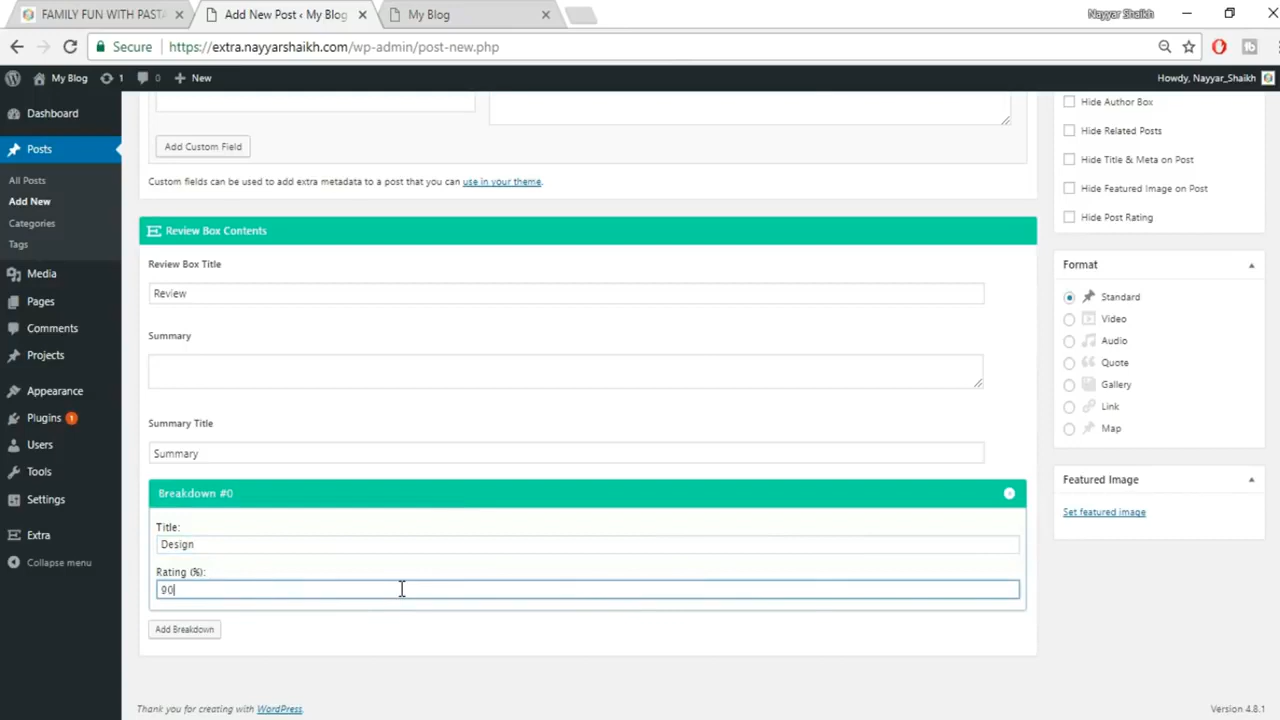 FAMILY FUN WITH PASTA
Add New Post ‹ My Blog
My Blog
Nayyar Shaikh
Secure
https://extra.nayyarshaikh.com/wp-admin/post-new.php
My Blog
1
0
New
Howdy, Nayyar_Shaikh
Dashboard
Posts
All Posts
Add New
Categories
Tags
Media
Pages
Comments
Projects
Appearance
Plugins 1
Users
Tools
Settings
Extra
Collapse menu
Add Custom Field
Custom fields can be used to add extra metadata to a post that you can use in your theme.
Review Box Contents
Review Box Title
Review
Summary
Summary Title
Summary
Breakdown #0
Title:
Design
Rating (%):
90
Add Breakdown
Hide Author Box
Hide Related Posts
Hide Title & Meta on Post
Hide Featured Image on Post
Hide Post Rating
Format
Standard
Video
Audio
Quote
Gallery
Link
Map
Featured Image
Set featured image
Thank you for creating with WordPress.
Version 4.8.1